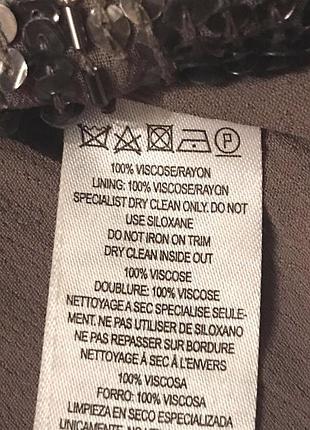 P
100% VISCOSE/RAYON
LINING: 100% VISCOSE/RAYON
SPECIALIST DRY CLEAN ONLY. DO NOT
USE SILOXANE
DO NOT IRON ON TRIM
DRY CLEAN INSIDE OUT
100% VISCOSE
DOUBLURE: 100% VISCOSE
NETTOYAGE A SEC SPECIALISE SEULE-
MENT. NE PAS UTILISER DE SILOXANO
NE PAS REPASSER SUR BORDURE
NETTOYAGE À SEC À L'ENVERS
100% VISCOSA
FORRO: 100% VISCOSA
LIMPIEZA EN SECO ESPECIALIZADA
UNICAMENTE. NO